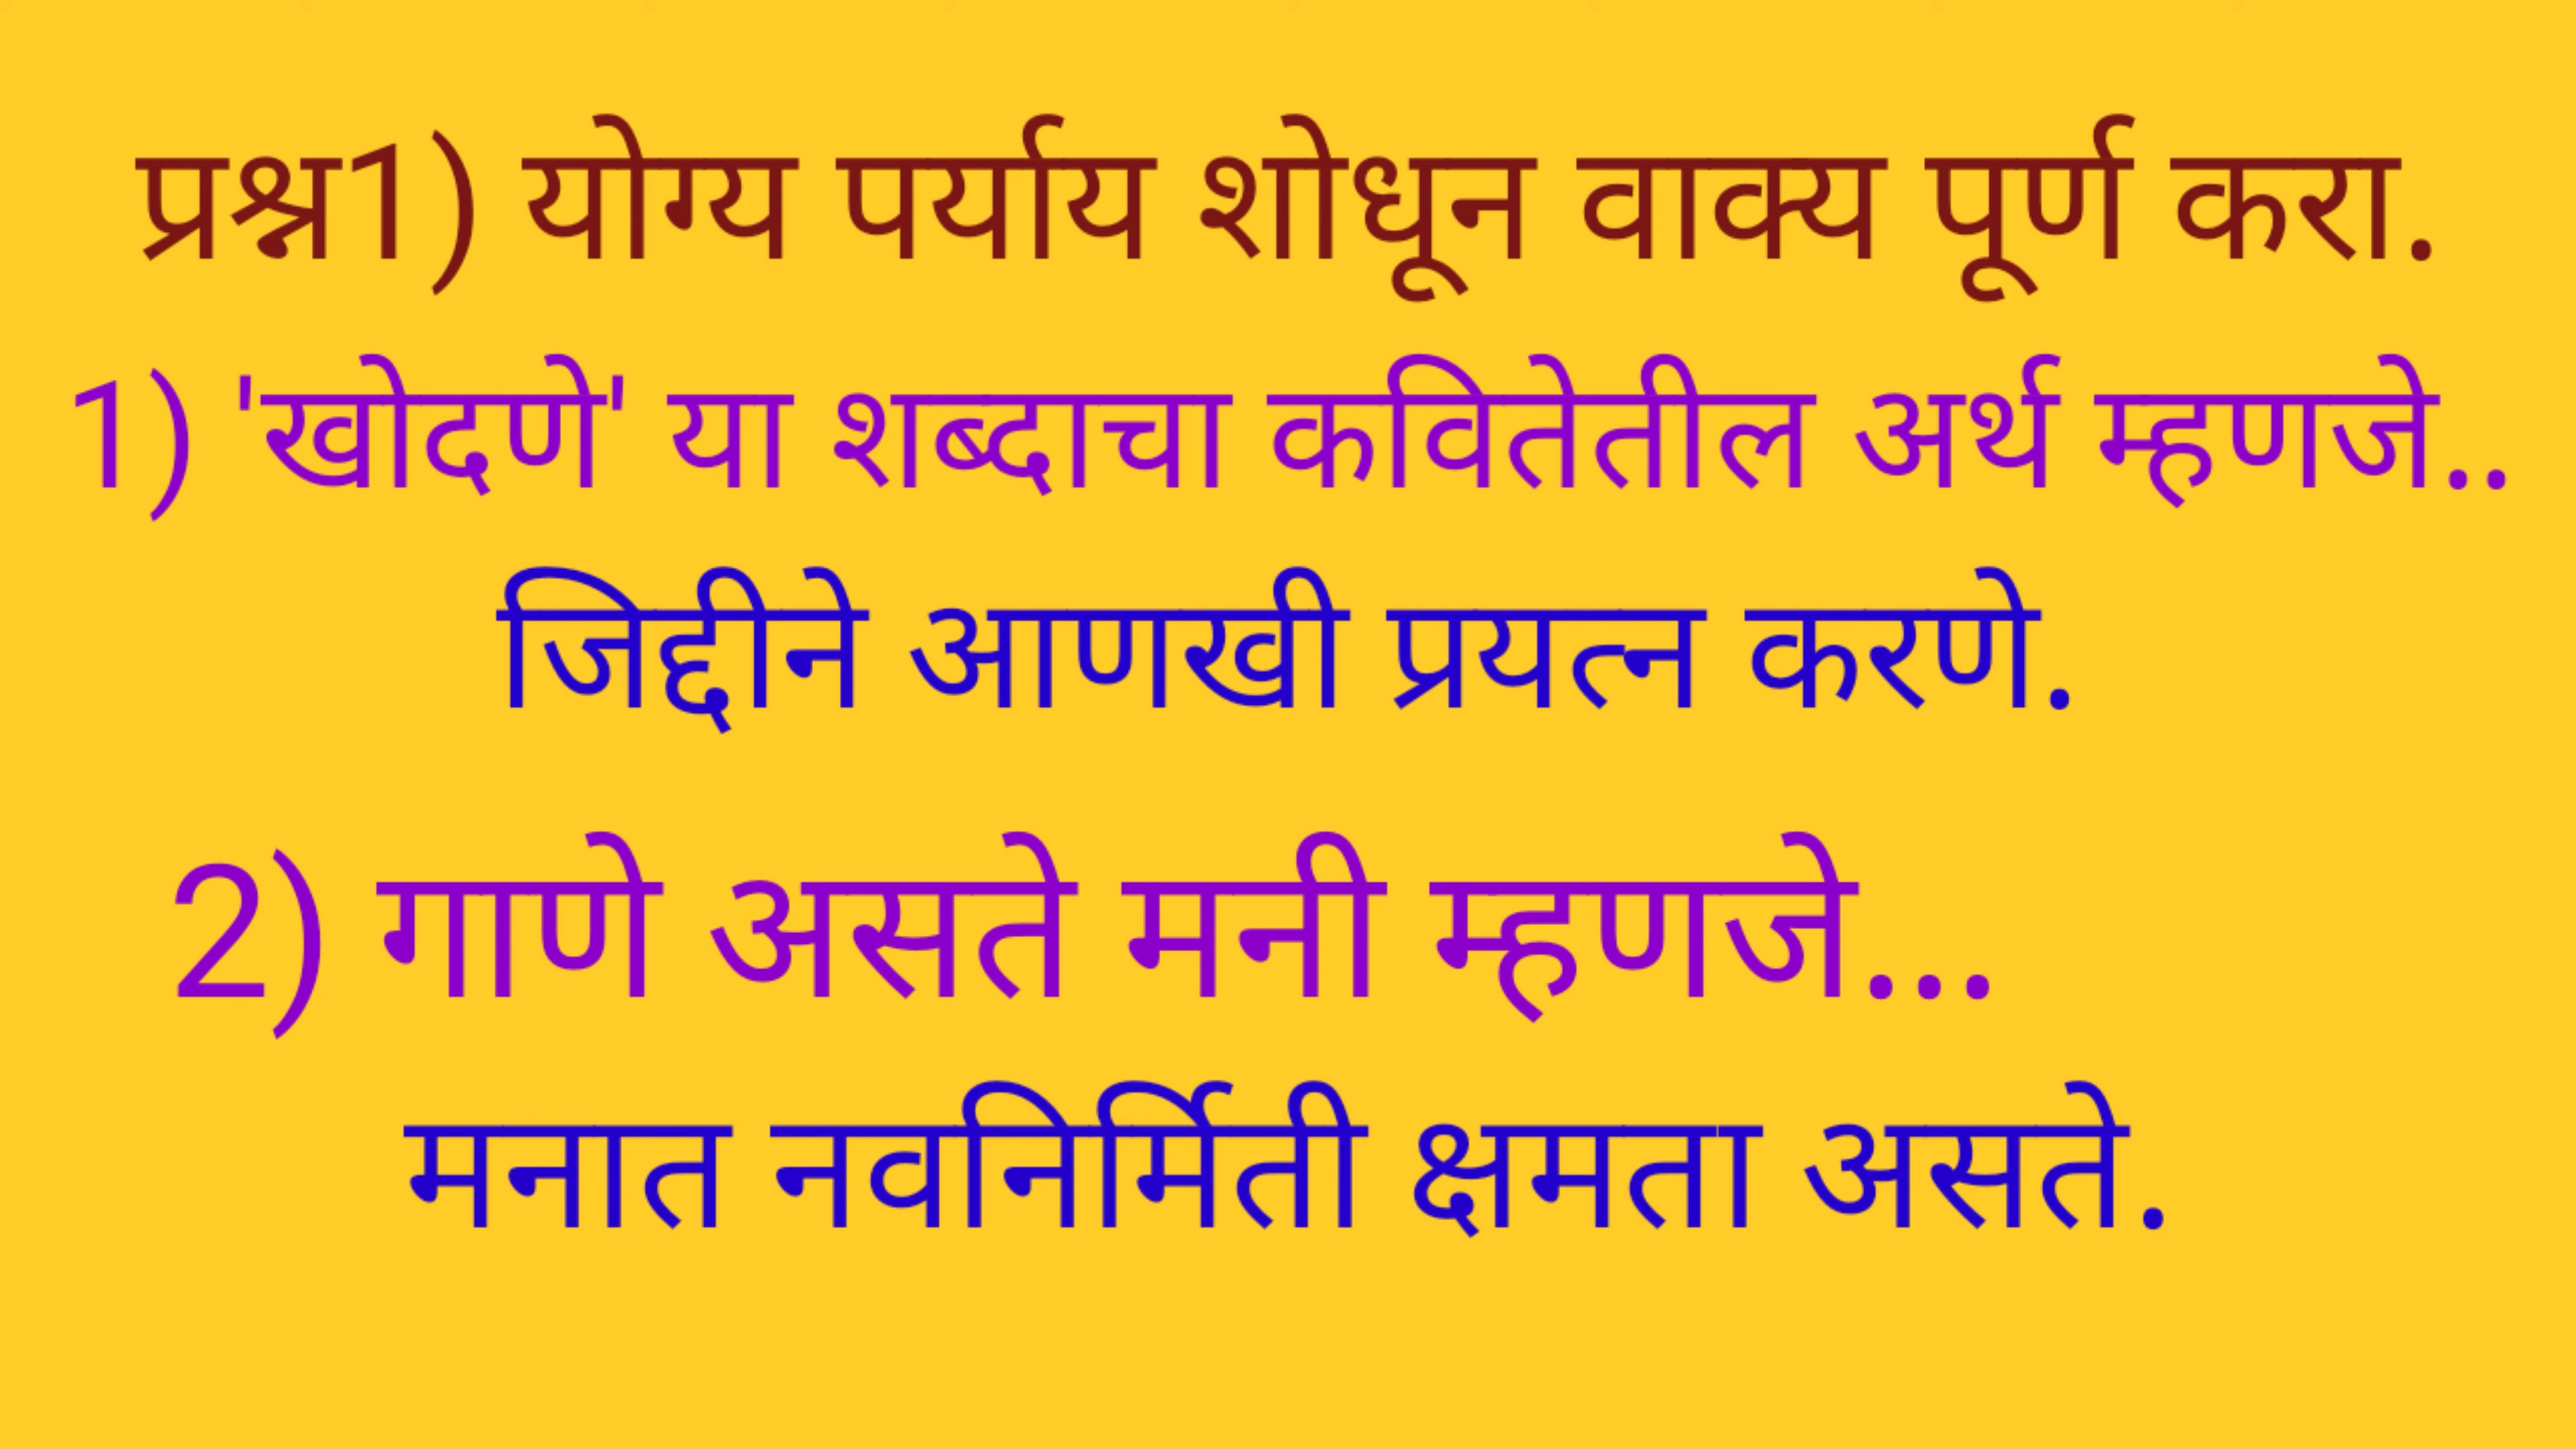 प्रश्न1) योग्य पर्याय शोधून वाक्य पूर्ण करा.
1) 'खोदणे' या शब्दाचा कवितेतील अर्थ म्हणजे..
जिद्दीने आणखी प्रयत्न करणे.
2) गाणे असते मनी म्हणजे...
मनात नवनिर्मिती क्षमता असते.